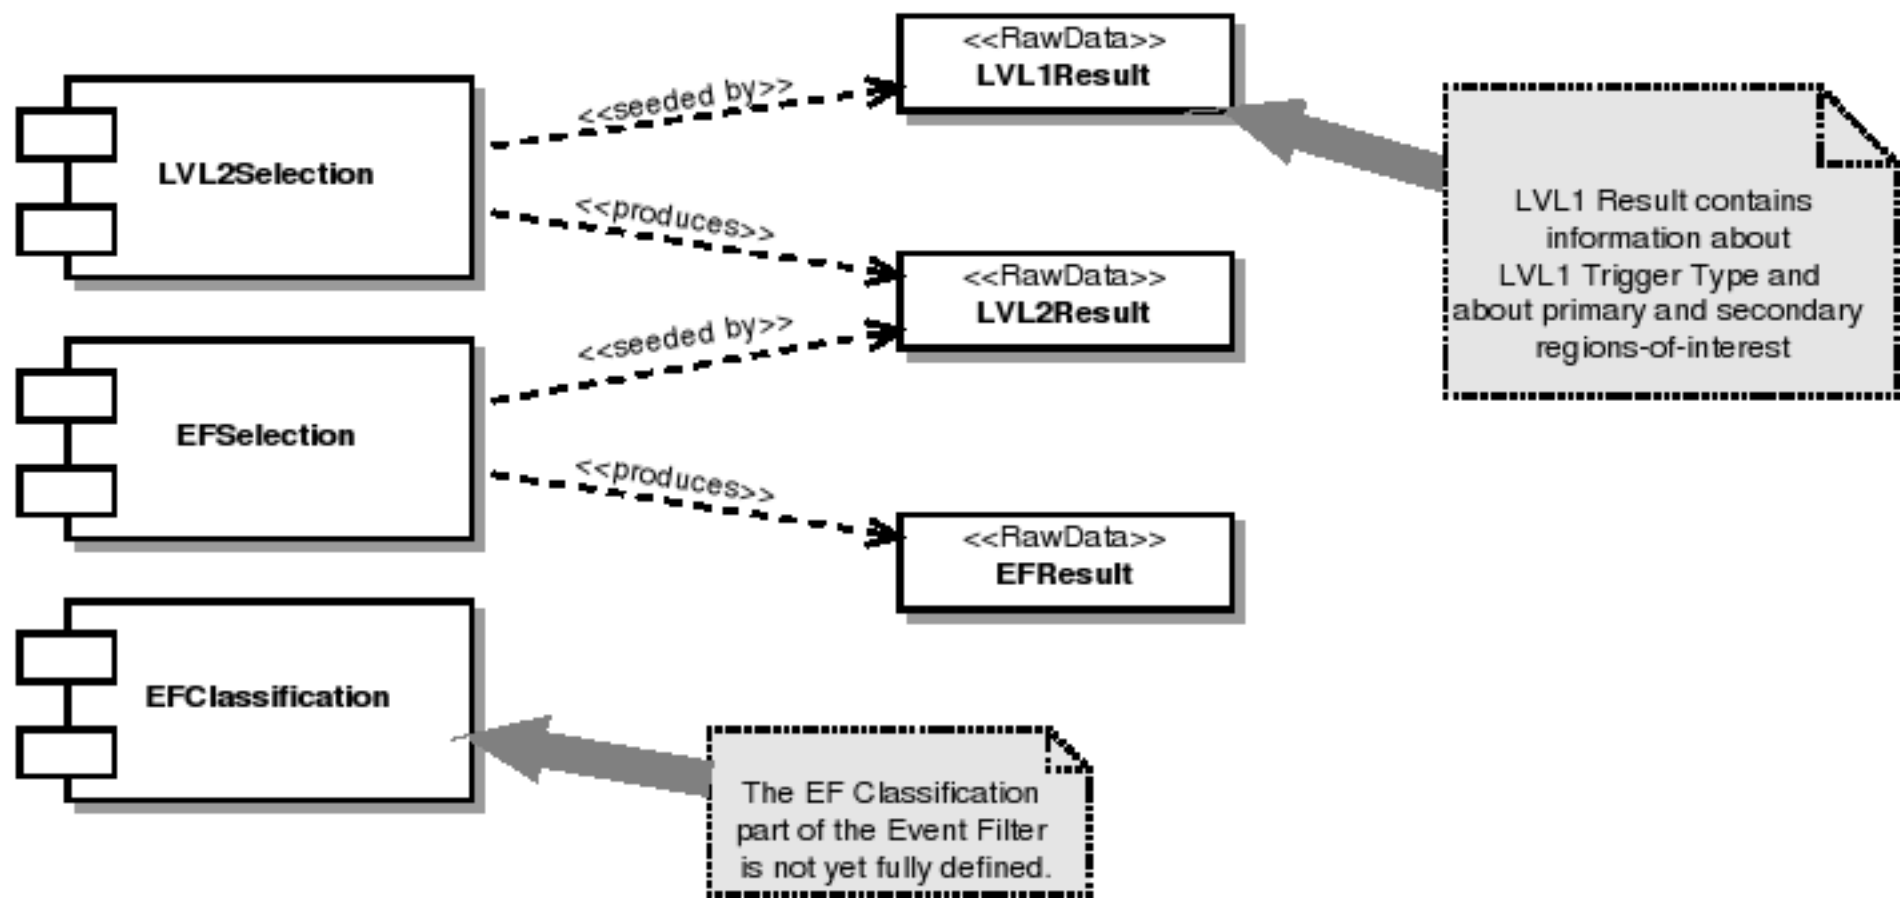 <<RawData>>
LVL1Result
<<seeded by>>
LVL2Selection
<<produces>>
LVL1 Result contains
information about
LVL1 Trigger Type and
about primary and secondary
regions-of-interest
<<RawData>>
LVL2Result
<<seeded by>>
EFSelection
<<produces>>
<<RawData>>
EFResult
EFClassification
The EF Classification
part of the Event Filter
is not yet fully defined.